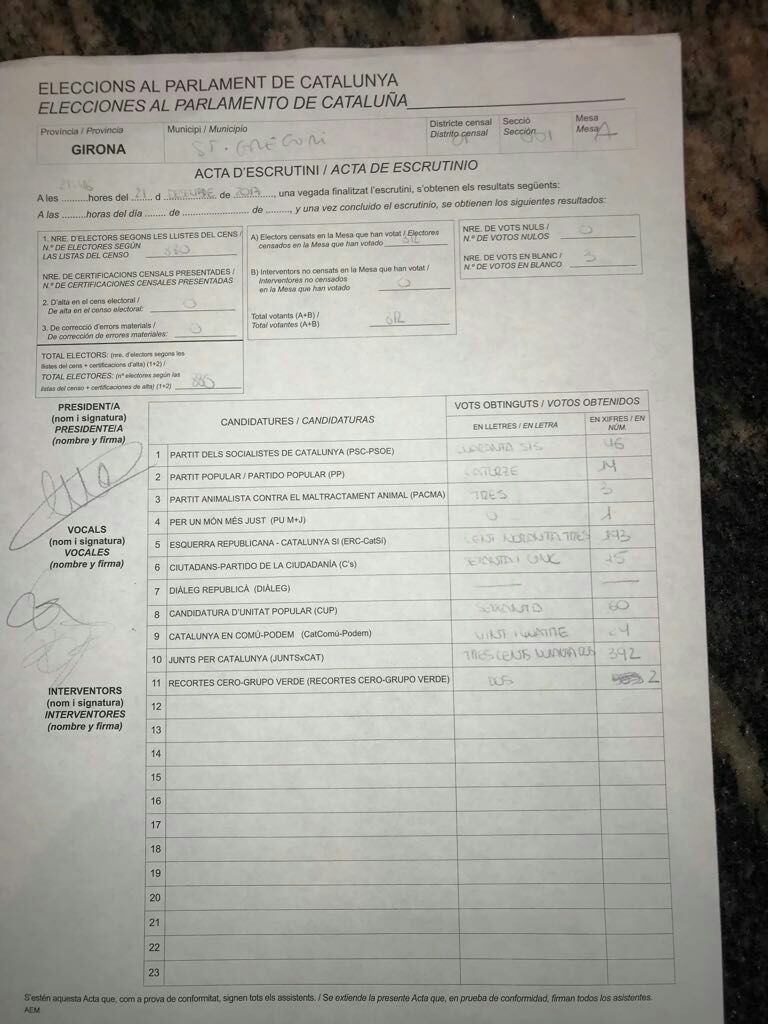 ELECCIONS AL PARLAMENT DE CATALUNYA
ELECCIONES AL PARLAMENTO DE CATALUÑA
Provincia / Provincia
GIRONA
Municipi / Municipio
ST. GREGORI
Districte censal
Distrito censal
01
Secció
Sección
001
Mesa
Mesa
A
ACTA D'ESCRUTINI / ACTA DE ESCRUTINIO
A les .........hores del 21 d DESEMBRE de 2017, una vegada finalitzat l'escrutini, s'obtenen els resultats següents:
A las .......horas del día ....... de ......................... de ........, y una vez concluido el escrutinio, se obtienen los siguientes resultados:
1. NRE. D'ELECTORS SEGONS LES LLISTES DEL CENS /
N.º DE ELECTORES SEGÚN
LAS LISTAS DEL CENSO
NRE. DE CERTIFICACIONS CENSALS PRESENTADES /
N.º DE CERTIFICACIONES CENSALES PRESENTADAS
2. D'alta en el cens electoral /
De alta en el censo electoral: 0
3. De correcció d'errors materials /
De corrección de errores materiales: 0
TOTAL ELECTORS: (nre. d'electors segons les
llistes del cens + certificacions d'alta) (1+2) /
TOTAL ELECTORES: (nº electores según las
listas del censo + certificaciones de alta) (1+2)
A) Electors censats en la Mesa que han votat / Electores
censados en la Mesa que han votado
B) Interventors no censats en la Mesa que han votat /
Interventores no censados
en la Mesa que han votado 0
Total votants (A+B) /
Total votantes (A+B)
NRE. DE VOTS NULS /
N.º DE VOTOS NULOS 0
NRE. DE VOTS EN BLANC /
N.º DE VOTOS EN BLANCO 3
PRESIDENT/A
(nom i signatura)
PRESIDENTE/A
(nombre y firma)
VOCALS
(nom i signatura)
VOCALES
(nombre y firma)
INTERVENTORS
(nom i signatura)
INTERVENTORES
(nombre y firma)
CANDIDATURES / CANDIDATURAS
VOTS OBTINGUTS / VOTOS OBTENIDOS
EN LLETRES / EN LETRA
EN XIFRES / EN
NÚM.
1 PARTIT DELS SOCIALISTES DE CATALUNYA (PSC-PSOE) QUARANTA SIS 46
2 PARTIT POPULAR / PARTIDO POPULAR (PP) CATORZE 14
3 PARTIT ANIMALISTA CONTRA EL MALTRACTAMENT ANIMAL (PACMA) TRES 3
4 PER UN MÓN MÉS JUST (PU M+J) U 1
5 ESQUERRA REPUBLICANA - CATALUNYA SI (ERC-CatSí) CENT NORANTA TRES 193
6 CIUTADANS-PARTIDO DE LA CIUDADANÍA (C's)
7 DIÀLEG REPUBLICÀ (DIÀLEG)
8 CANDIDATURA D'UNITAT POPULAR (CUP) SEIXANTA 60
9 CATALUNYA EN COMÚ-PODEM (CatComú-Podem) VINT I QUATRE 24
10 JUNTS PER CATALUNYA (JUNTSxCAT) TRES CENTS NORANTA DOS 392
11 RECORTES CERO-GRUPO VERDE (RECORTES CERO-GRUPO VERDE) DOS 2
12
13
14
15
16
17
18
19
20
21
22
23
S'estén aquesta Acta que, com a prova de conformitat, signen tots els assistents. / Se extiende la presente Acta que, en prueba de conformidad, firman todos los asistentes.
AEM